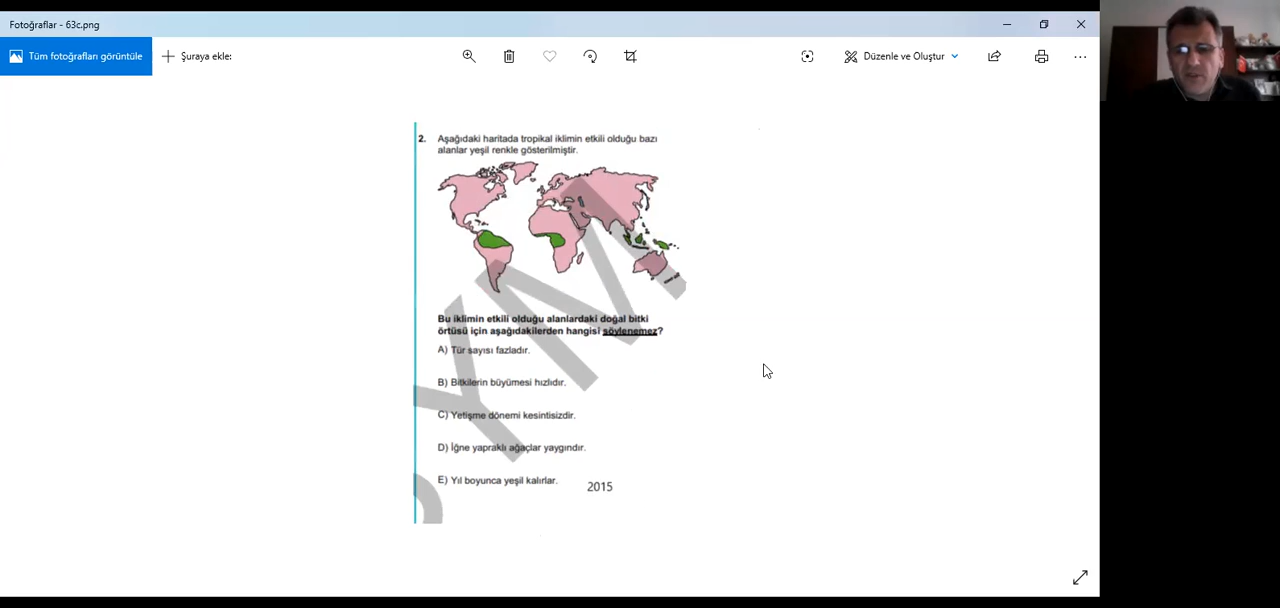 Fotoğraflar - 63c.png
Tüm fotoğrafları görüntüle
Şuraya ekle:
Düzenle ve Oluştur
2. Aşağıdaki haritada tropikal iklimin etkili olduğu bazı
alanlar yeşil renkle gösterilmiştir.
Bu iklimin etkili olduğu alanlardaki doğal bitki
örtüsü için aşağıdakilerden hangisi söylenemez?
A) Tür sayısı fazladır.
B) Bitkilerin büyümesi hızlıdır.
C) Yetişme dönemi kesintisizdir.
D) İğne yapraklı ağaçlar yaygındır.
E) Yıl boyunca yeşil kalırlar.
2015